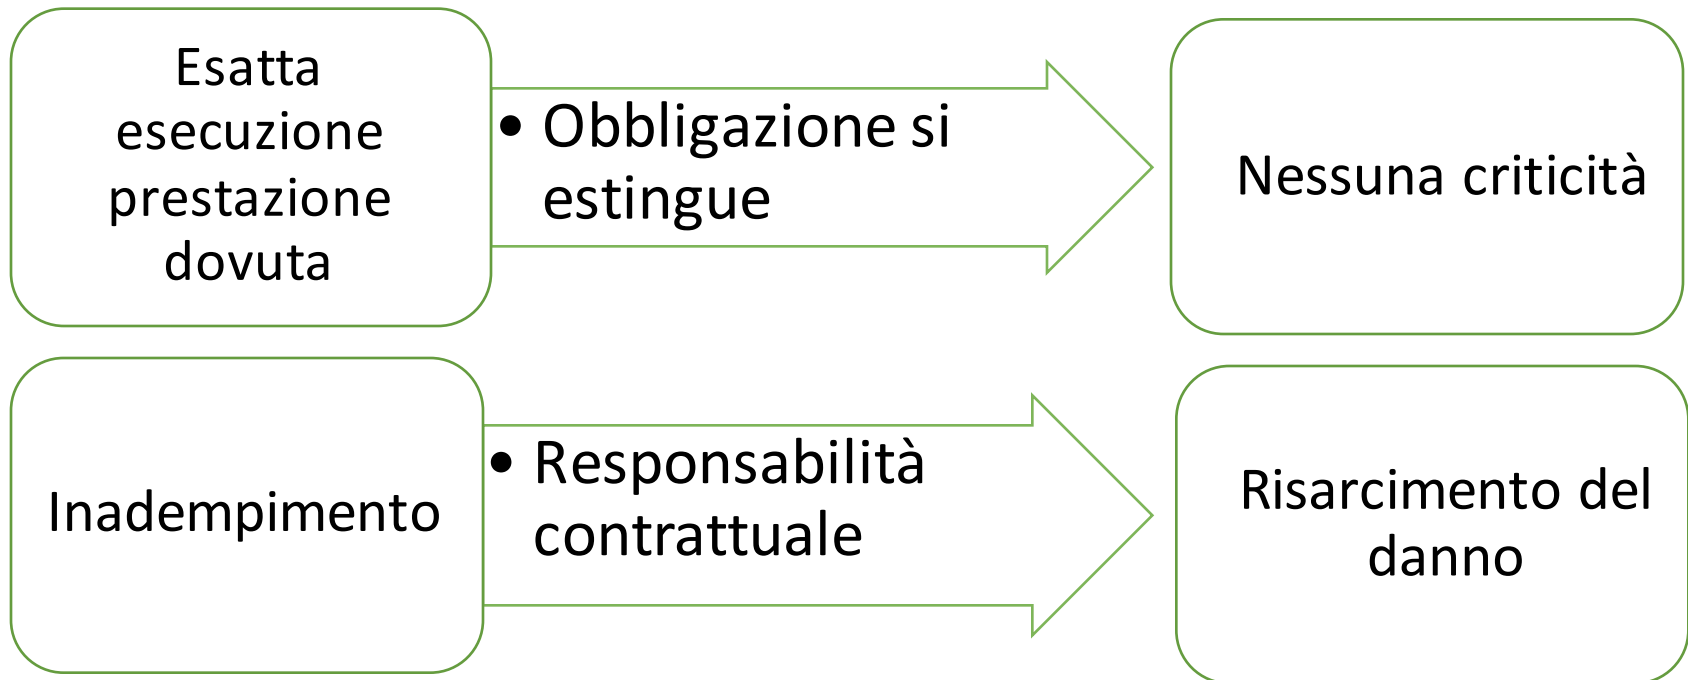 Esatta
esecuzione
prestazione
dovuta
• Obbligazione si
estingue
Nessuna criticità
Inadempimento
• Responsabilità
contrattuale
Risarcimento del
danno